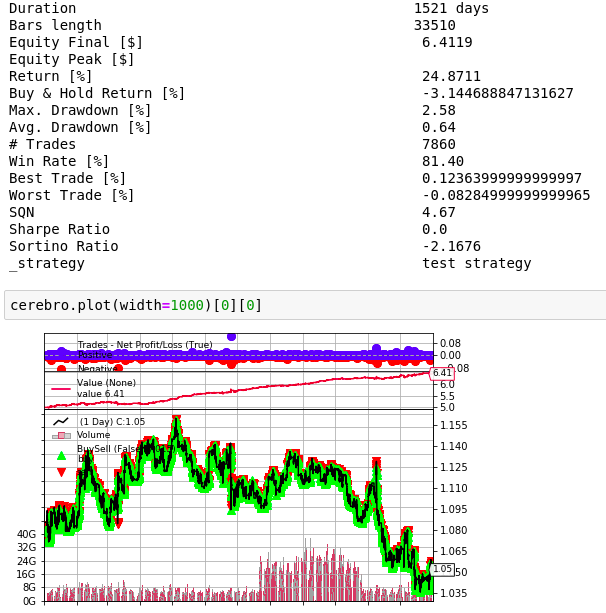 Duration 1521 days
Bars length 33510
Equity Final [$] 6.4119
Equity Peak [$]
Return [%] 24.8711
Buy & Hold Return [%] -3.144688847131627
Max. Drawdown [%] 2.58
Avg. Drawdown [%] 0.64
# Trades 7860
Win Rate [%] 81.40
Best Trade [%] 0.12363999999999997
Worst Trade [%] -0.08284999999999965
SQN 4.67
Sharpe Ratio 0.0
Sortino Ratio -2.1676
_strategy test strategy
cerebro.plot(width=1000)[0][0]
Trades - Net Profit/Loss (True)
Positive
Negative
0.08
0.00
0.08
6.41
Value (None)
value 6.41
6.0
5.5
5.0
(1 Day) C:1.05
Volume
BuySell (False
1.155
1.140
1.125
1.110
1.095
1.080
1.065
1.05
50
1.035
40G
32G
24G
16G
8G
0G